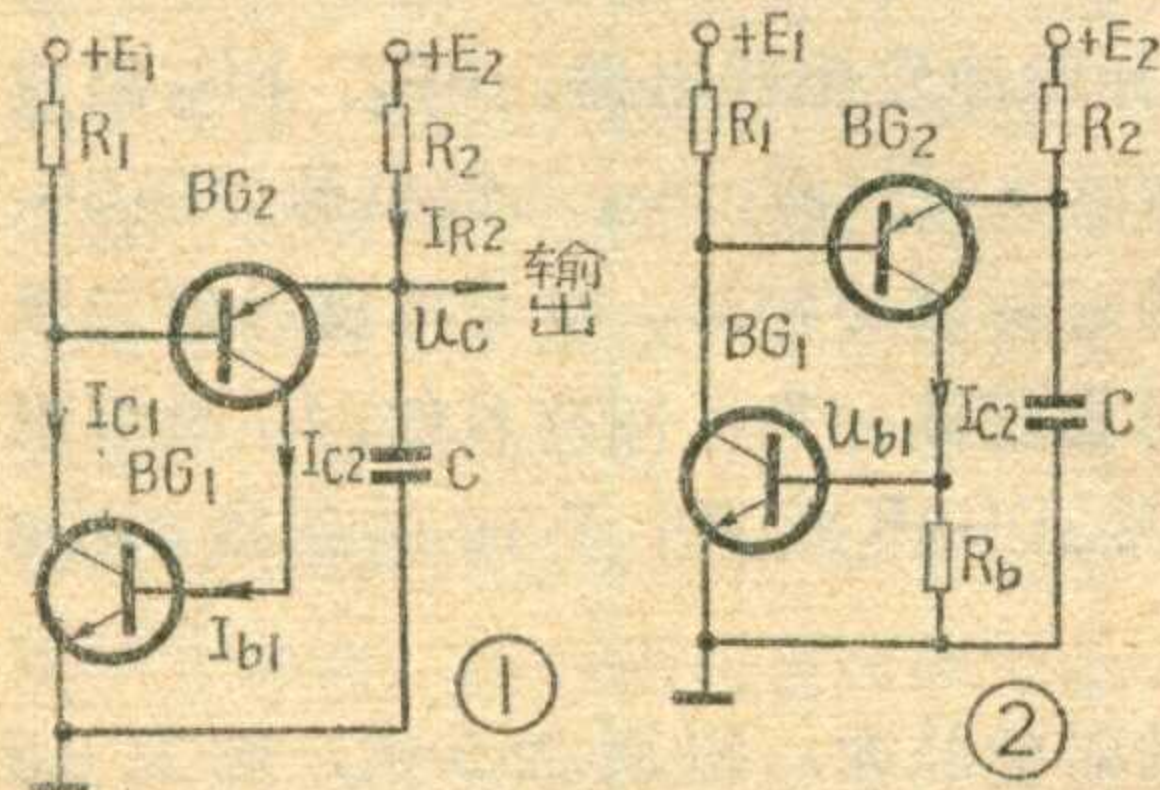 +E1
+E2
R1
R2
BG2
IR2
输出
Uc
IC1
BG1
IC2
C
Ib1
①
+E1
+E2
R1
BG2
R2
BG1
Ub1
IC2
C
Rb
②